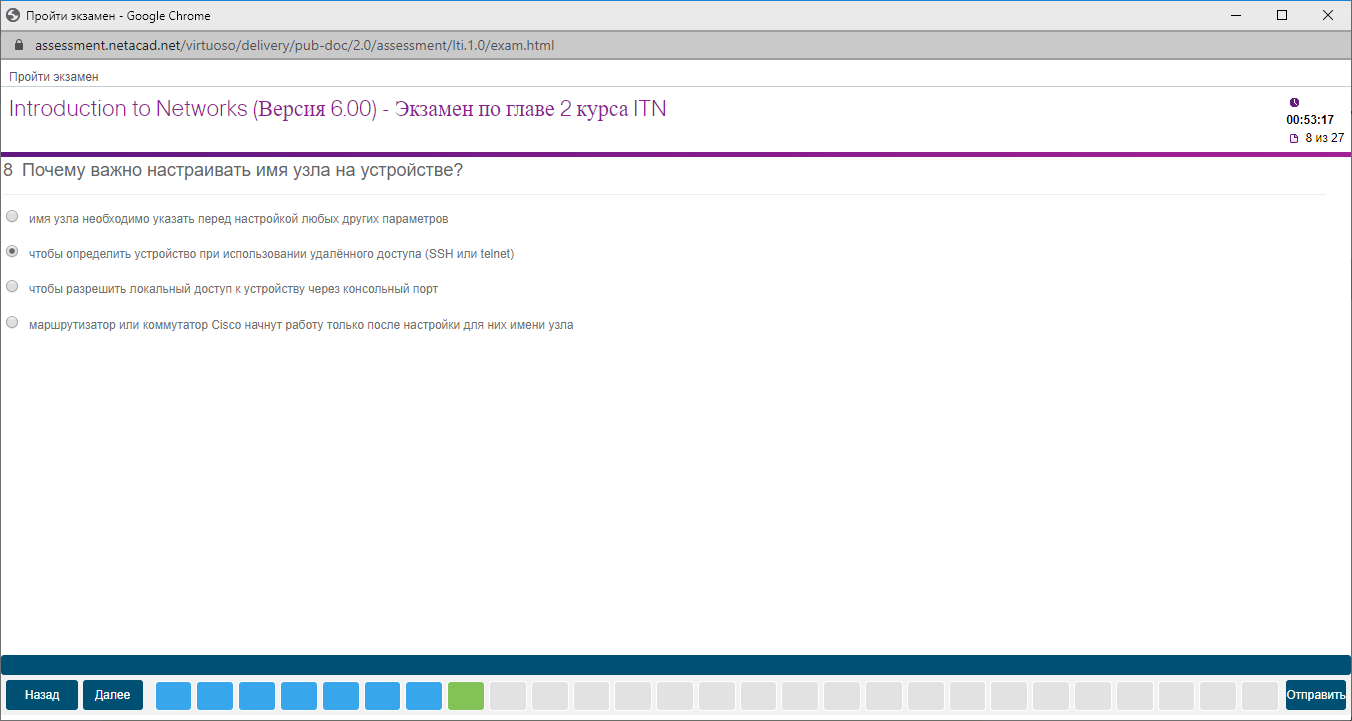 Пройти экзамен - Google Chrome
assessment.netacad.net/virtuoso/delivery/pub-doc/2.0/assessment/lti.1.0/exam.html
Пройти экзамен
Introduction to Networks (Версия 6.00) - Экзамен по главе 2 курса ITN
00:53:17
8 из 27
8 Почему важно настраивать имя узла на устройстве?
имя узла необходимо указать перед настройкой любых других параметров
чтобы определить устройство при использовании удалённого доступа (SSH или telnet)
чтобы разрешить локальный доступ к устройству через консольный порт
маршрутизатор или коммутатор Cisco начнут работу только после настройки для них имени узла
Назад Далее Отправить